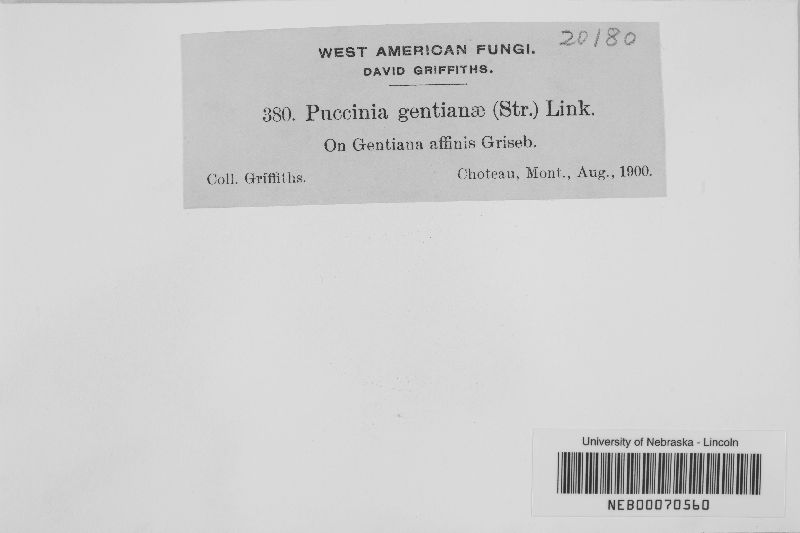 20180
WEST AMERICAN FUNGI.
DAVID GRIFFITHS.
380. Puccinia gentianæ (Str.) Link.
On Gentiana affinis Griseb.
Coll. Griffiths. Choteau, Mont., Aug., 1900.
University of Nebraska - Lincoln
NEB00070560